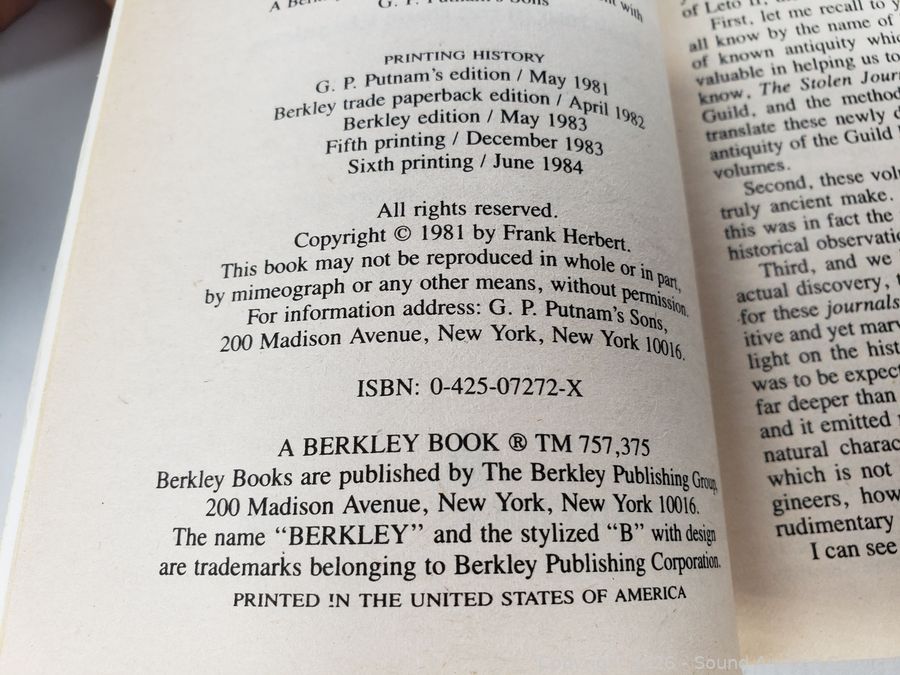 A Berkley
G. P. Putnam's Sons
with
PRINTING HISTORY
G. P. Putnam's edition / May 1981
Berkley trade paperback edition / April 1982
Berkley edition / May 1983
Fifth printing / December 1983
Sixth printing / June 1984
All rights reserved.
Copyright © 1981 by Frank Herbert.
This book may not be reproduced in whole or in part,
by mimeograph or any other means, without permission.
For information address: G. P. Putnam's Sons,
200 Madison Avenue, New York, New York 10016.
ISBN: 0-425-07272-X
A BERKLEY BOOK ® TM 757,375
Berkley Books are published by The Berkley Publishing Group,
200 Madison Avenue, New York, New York 10016.
The name “BERKLEY” and the stylized “B” with design
are trademarks belonging to Berkley Publishing Corporation.
PRINTED IN THE UNITED STATES OF AMERICA
of Leto II,
First, let me recall to
all know by the name of
of known antiquity
valuable in helping us to
know, The Stolen
Guild, and the method
translate these newly
antiquity of the Guild
volumes.
Second, these
truly ancient make.
this was in fact the
historical
Third, and we
actual discovery,
for these journals
itive and yet
light on the
was to be
far deeper than
and it emitted
natural
which is not
gineers,
rudimentary
I can see